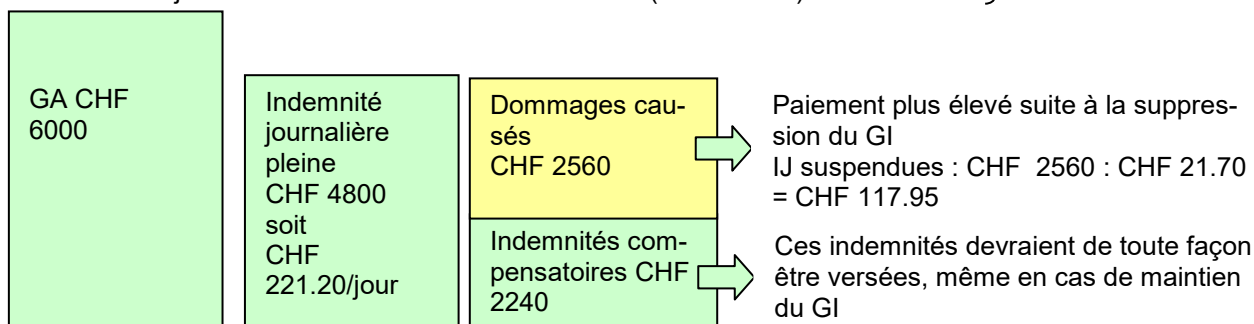 GA CHF
6000
Indemnité
journalière
pleine
CHF 4800
soit
CHF
221.20/jour
Dommages cau-
sés
CHF 2560
Paiement plus élevé suite à la suppres-
sion du GI
IJ suspendues : CHF 2560 : CHF 21.70
= CHF 117.95
Indemnités com-
pensatoires CHF
2240
Ces indemnités devraient de toute façon
être versées, même en cas de maintien
du GI